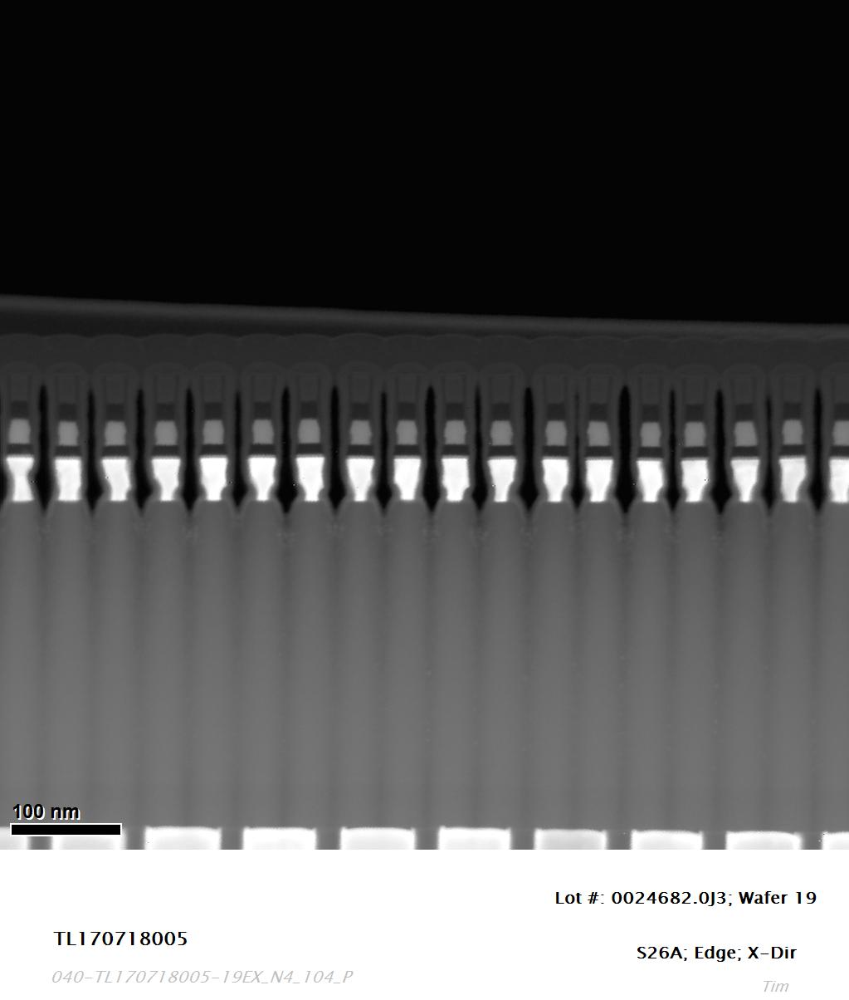 100 nm
Lot #: 0024682.0J3; Wafer 19
TL170718005
S26A; Edge; X-Dir
040-TL170718005-19EX_N4_104_P
Tim